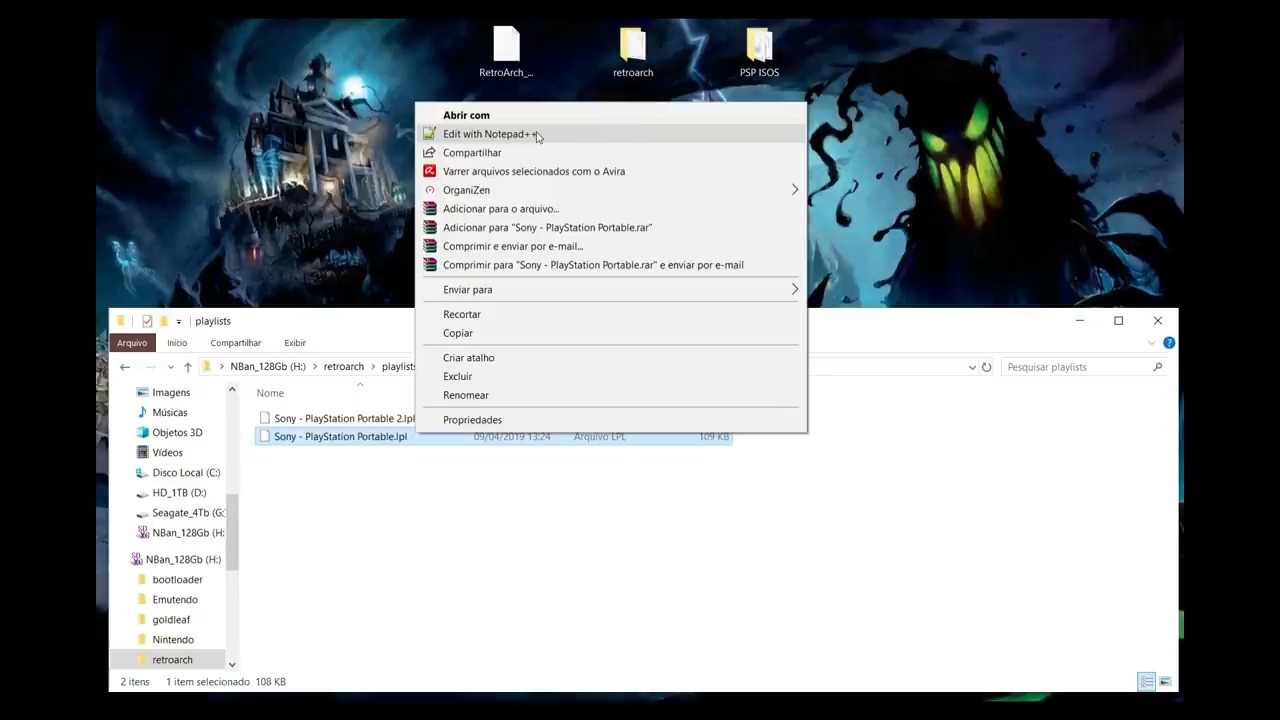 RetroArch_...
retroarch
PSP ISOS
Abrir com
Edit with Notepad++
Compartilhar
Varrer arquivos selecionados com o Avira
OrganiZen
Adicionar para o arquivo...
Adicionar para "Sony - PlayStation Portable.rar"
Comprimir e enviar por e-mail...
Comprimir para "Sony - PlayStation Portable.rar" e enviar por e-mail
Enviar para
Recortar
Copiar
Criar atalho
Excluir
Renomear
Propriedades
playlists
Arquivo
Início
Compartilhar
Exibir
NBan_128Gb (H:)
retroarch
playlists
Pesquisar playlists
Nome
Sony - PlayStation Portable 2.lpl
Sony - PlayStation Portable.lpl
09/04/2019 13:24
Arquivo LPL
109 KB
Imagens
Músicas
Objetos 3D
Vídeos
Disco Local (C:)
HD_1TB (D:)
Seagate_4Tb (G:
NBan_128Gb (H:
NBan_128Gb (H:)
bootloader
Emutendo
goldleaf
Nintendo
retroarch
2 itens
1 item selecionado 108 KB